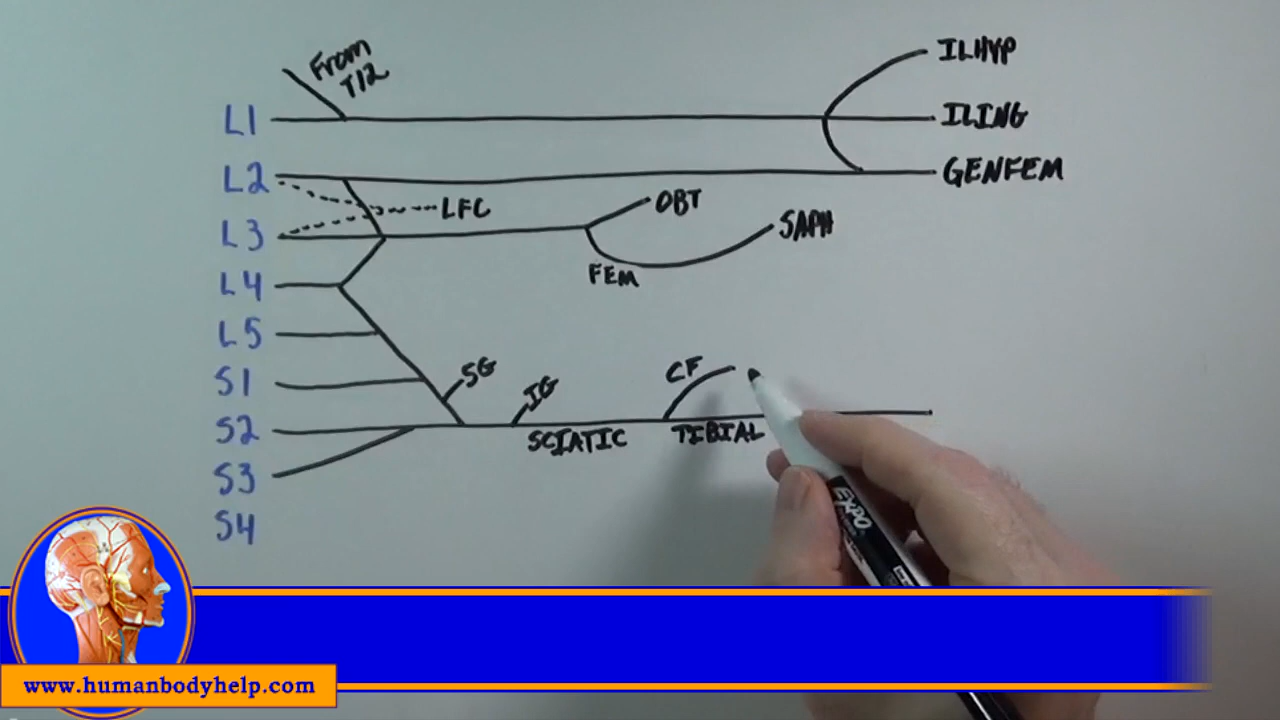 From
T12
ILHYP
L1
ILING
L2
GENFEM
LFC
OBT
L3
SAPH
FEM
L4
L5
S1
SG
IG
CF
S2
SCIATIC
TIBIAL
S3
S4
EXPO
www.humanbodyhelp.com